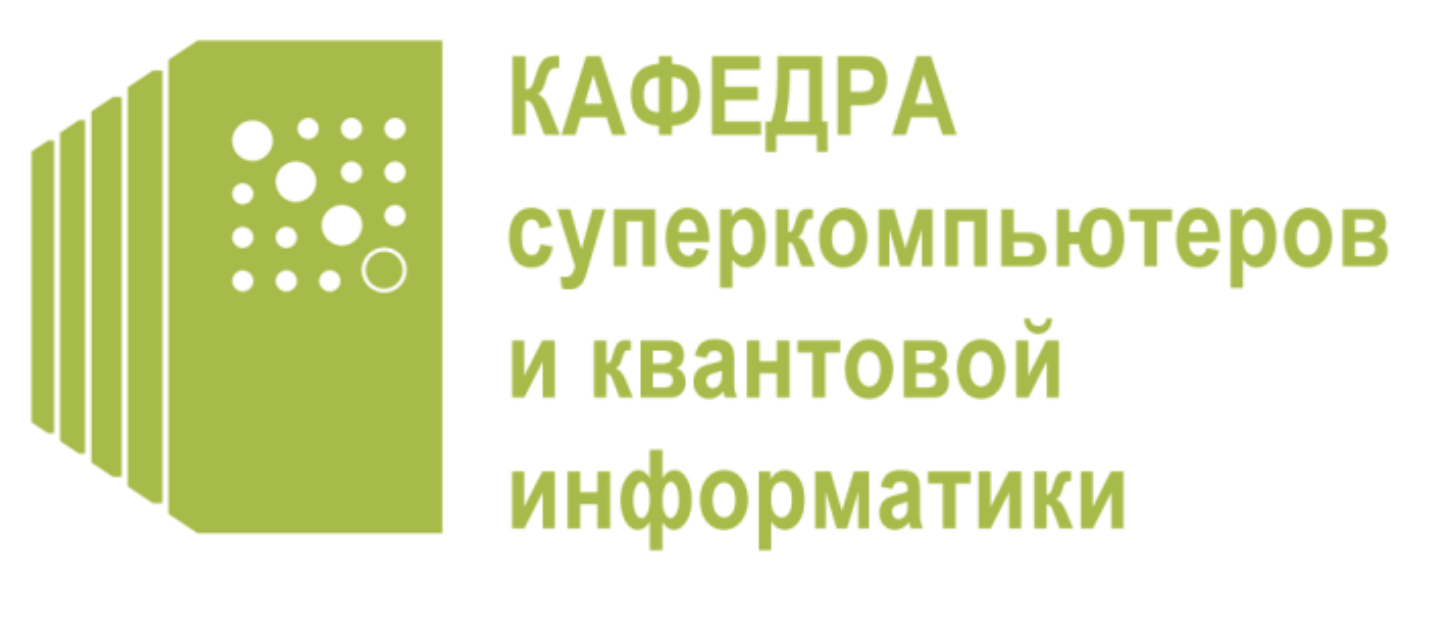 КАФЕДРА
суперкомпьютеров
и квантовой
информатики